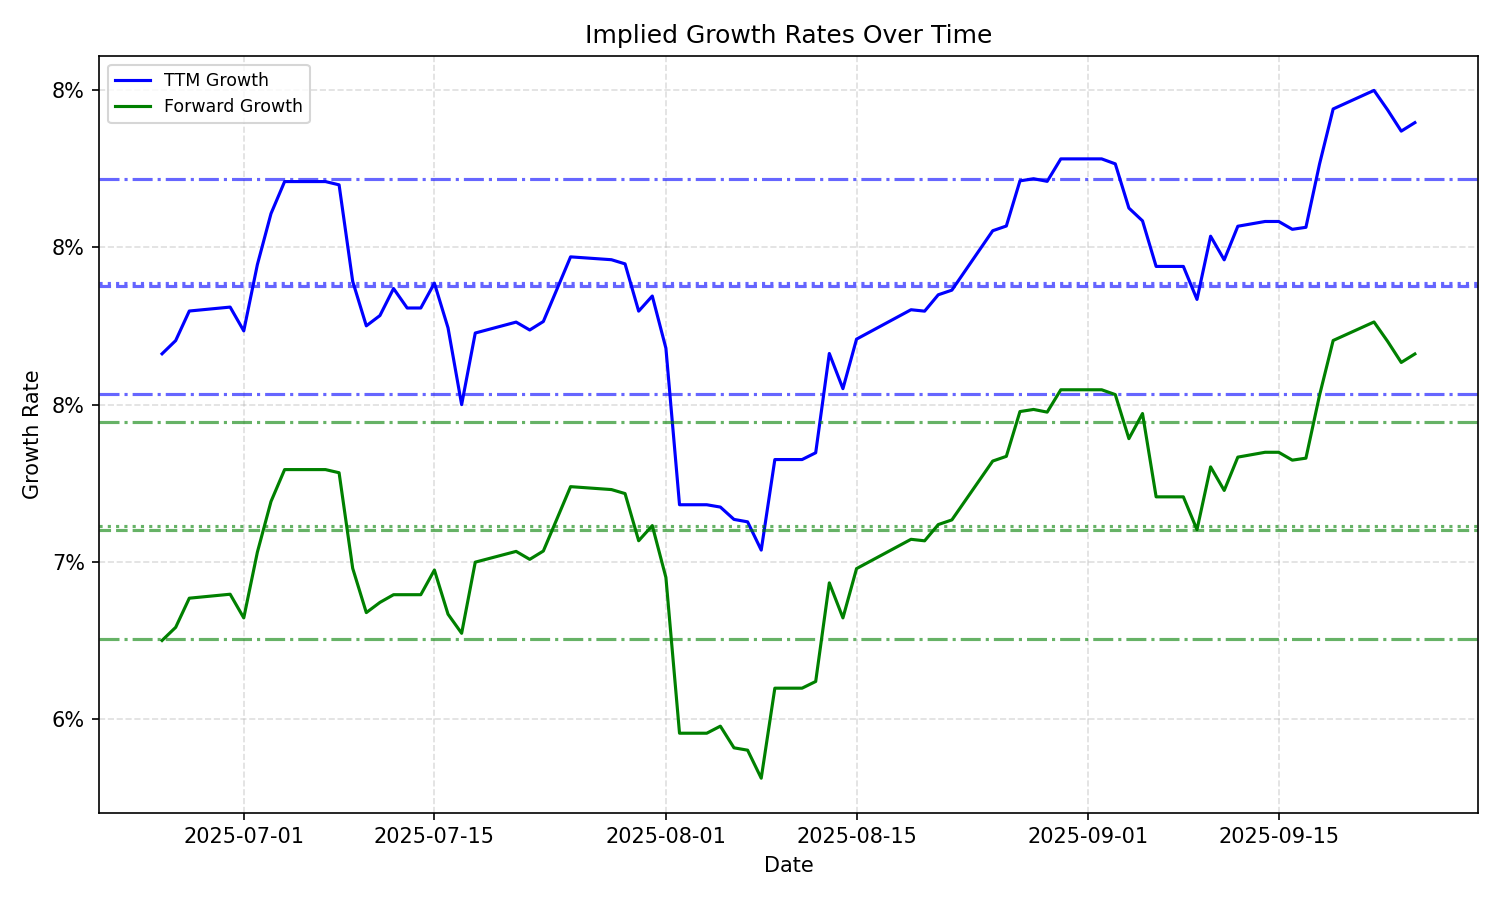 Implied Growth Rates Over Time
TTM Growth
Forward Growth
8%
8%
8%
7%
6%
Growth Rate
2025-07-01
2025-07-15
2025-08-01
2025-08-15
2025-09-01
2025-09-15
Date